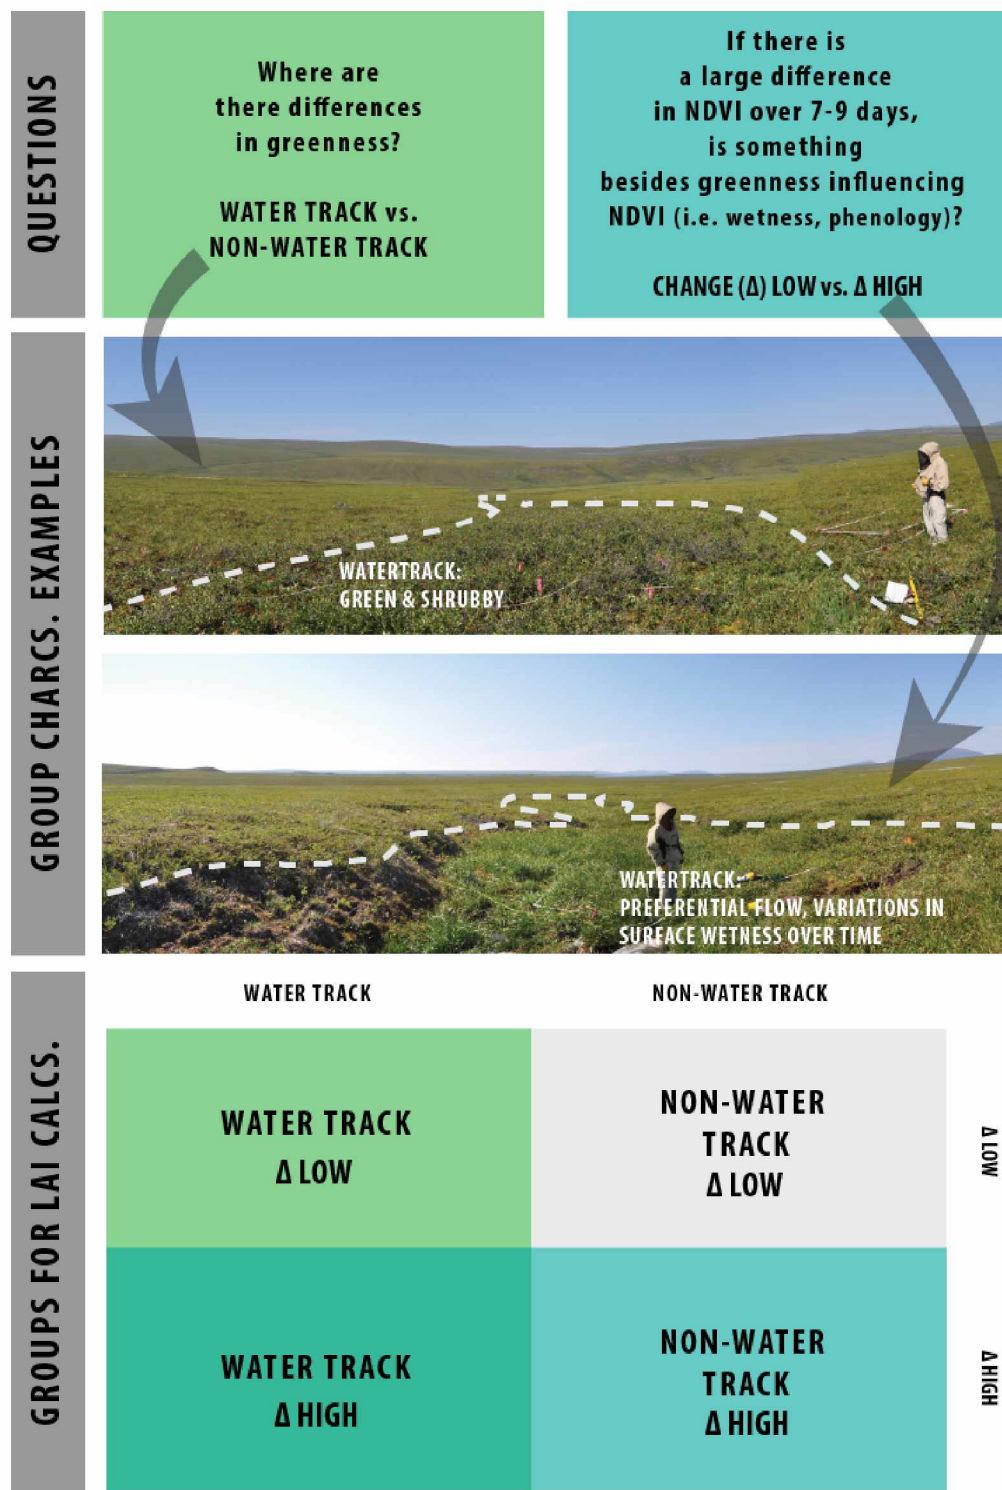 QUESTIONS
Where are
there differences
in greenness?
WATER TRACK vs.
NON-WATER TRACK
If there is
a large difference
in NDVI over 7-9 days,
is something
besides greenness influencing
NDVI (i.e. wetness, phenology)?
CHANGE (Δ) LOW vs. Δ HIGH
GROUP CHARCS. EXAMPLES
WATERTRACK:
GREEN & SHRUBBY
WATERTRACK:
PREFERENTIAL FLOW, VARIATIONS IN
SURFACE WETNESS OVER TIME
GROUPS FOR LAI CALCS.
WATER TRACK
NON-WATER TRACK
WATER TRACK
Δ LOW
NON-WATER
TRACK
Δ LOW
Δ LOW
WATER TRACK
Δ HIGH
NON-WATER
TRACK
Δ HIGH
Δ HIGH